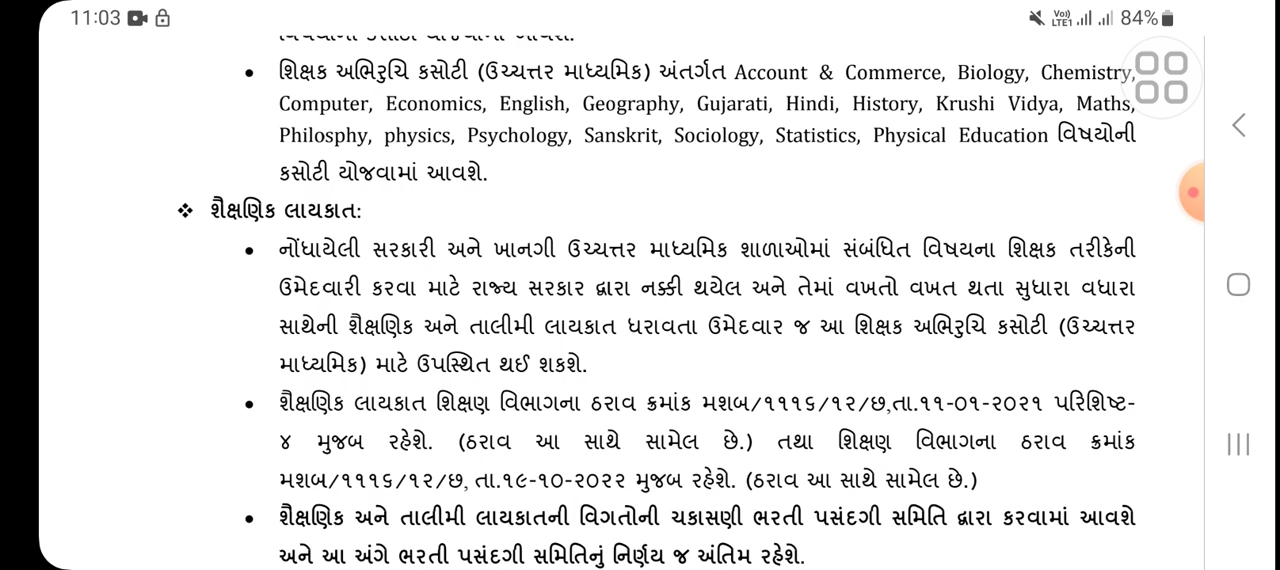 11:03 84%
Vo)) LTE1
શિક્ષક અભિરુચિ કસોટી (ઉચ્ચત્તર માધ્યમિક) અંતર્ગત Account & Commerce, Biology, Chemistry,
Computer, Economics, English, Geography, Gujarati, Hindi, History, Krushi Vidya, Maths,
Philosphy, physics, Psychology, Sanskrit, Sociology, Statistics, Physical Education વિષયોની
કસોટી યોજવામાં આવશે.
❖ શૈક્ષણિક લાયકાત:
• નોંધાયેલી સરકારી અને ખાનગી ઉચ્ચત્તર માધ્યમિક શાળાઓમાં સંબંધિત વિષયના શિક્ષક તરીકેની
ઉમેદવારી કરવા માટે રાજ્ય સરકાર દ્વારા નક્કી થયેલ અને તેમાં વખતો વખત થતા સુધારા વધારા
સાથેની શૈક્ષણિક અને તાલીમી લાયકાત ધરાવતા ઉમેદવાર જ આ શિક્ષક અભિરુચિ કસોટી (ઉચ્ચત્તર
માધ્યમિક) માટે ઉપસ્થિત થઈ શકશે.
• શૈક્ષણિક લાયકાત શિક્ષણ વિભાગના ઠરાવ ક્રમાંક મશબ/૧૧૧૬/૧૨/છ,તા.૧૧-૦૧-૨૦૨૧ પરિશિષ્ટ-
૪ મુજબ રહેશે. (ઠરાવ આ સાથે સામેલ છે.) તથા શિક્ષણ વિભાગના ઠરાવ ક્રમાંક
મશબ/૧૧૧૬/૧૨/છ, તા.૧૯-૧૦-૨૦૨૨ મુજબ રહેશે. (ઠરાવ આ સાથે સામેલ છે.)
• શૈક્ષણિક અને તાલીમી લાયકાતની વિગતોની ચકાસણી ભરતી પસંદગી સમિતિ દ્વારા કરવામાં આવશે
અને આ અંગે ભરતી પસંદગી સમિતિનું નિર્ણય જ અંતિમ રહેશે.